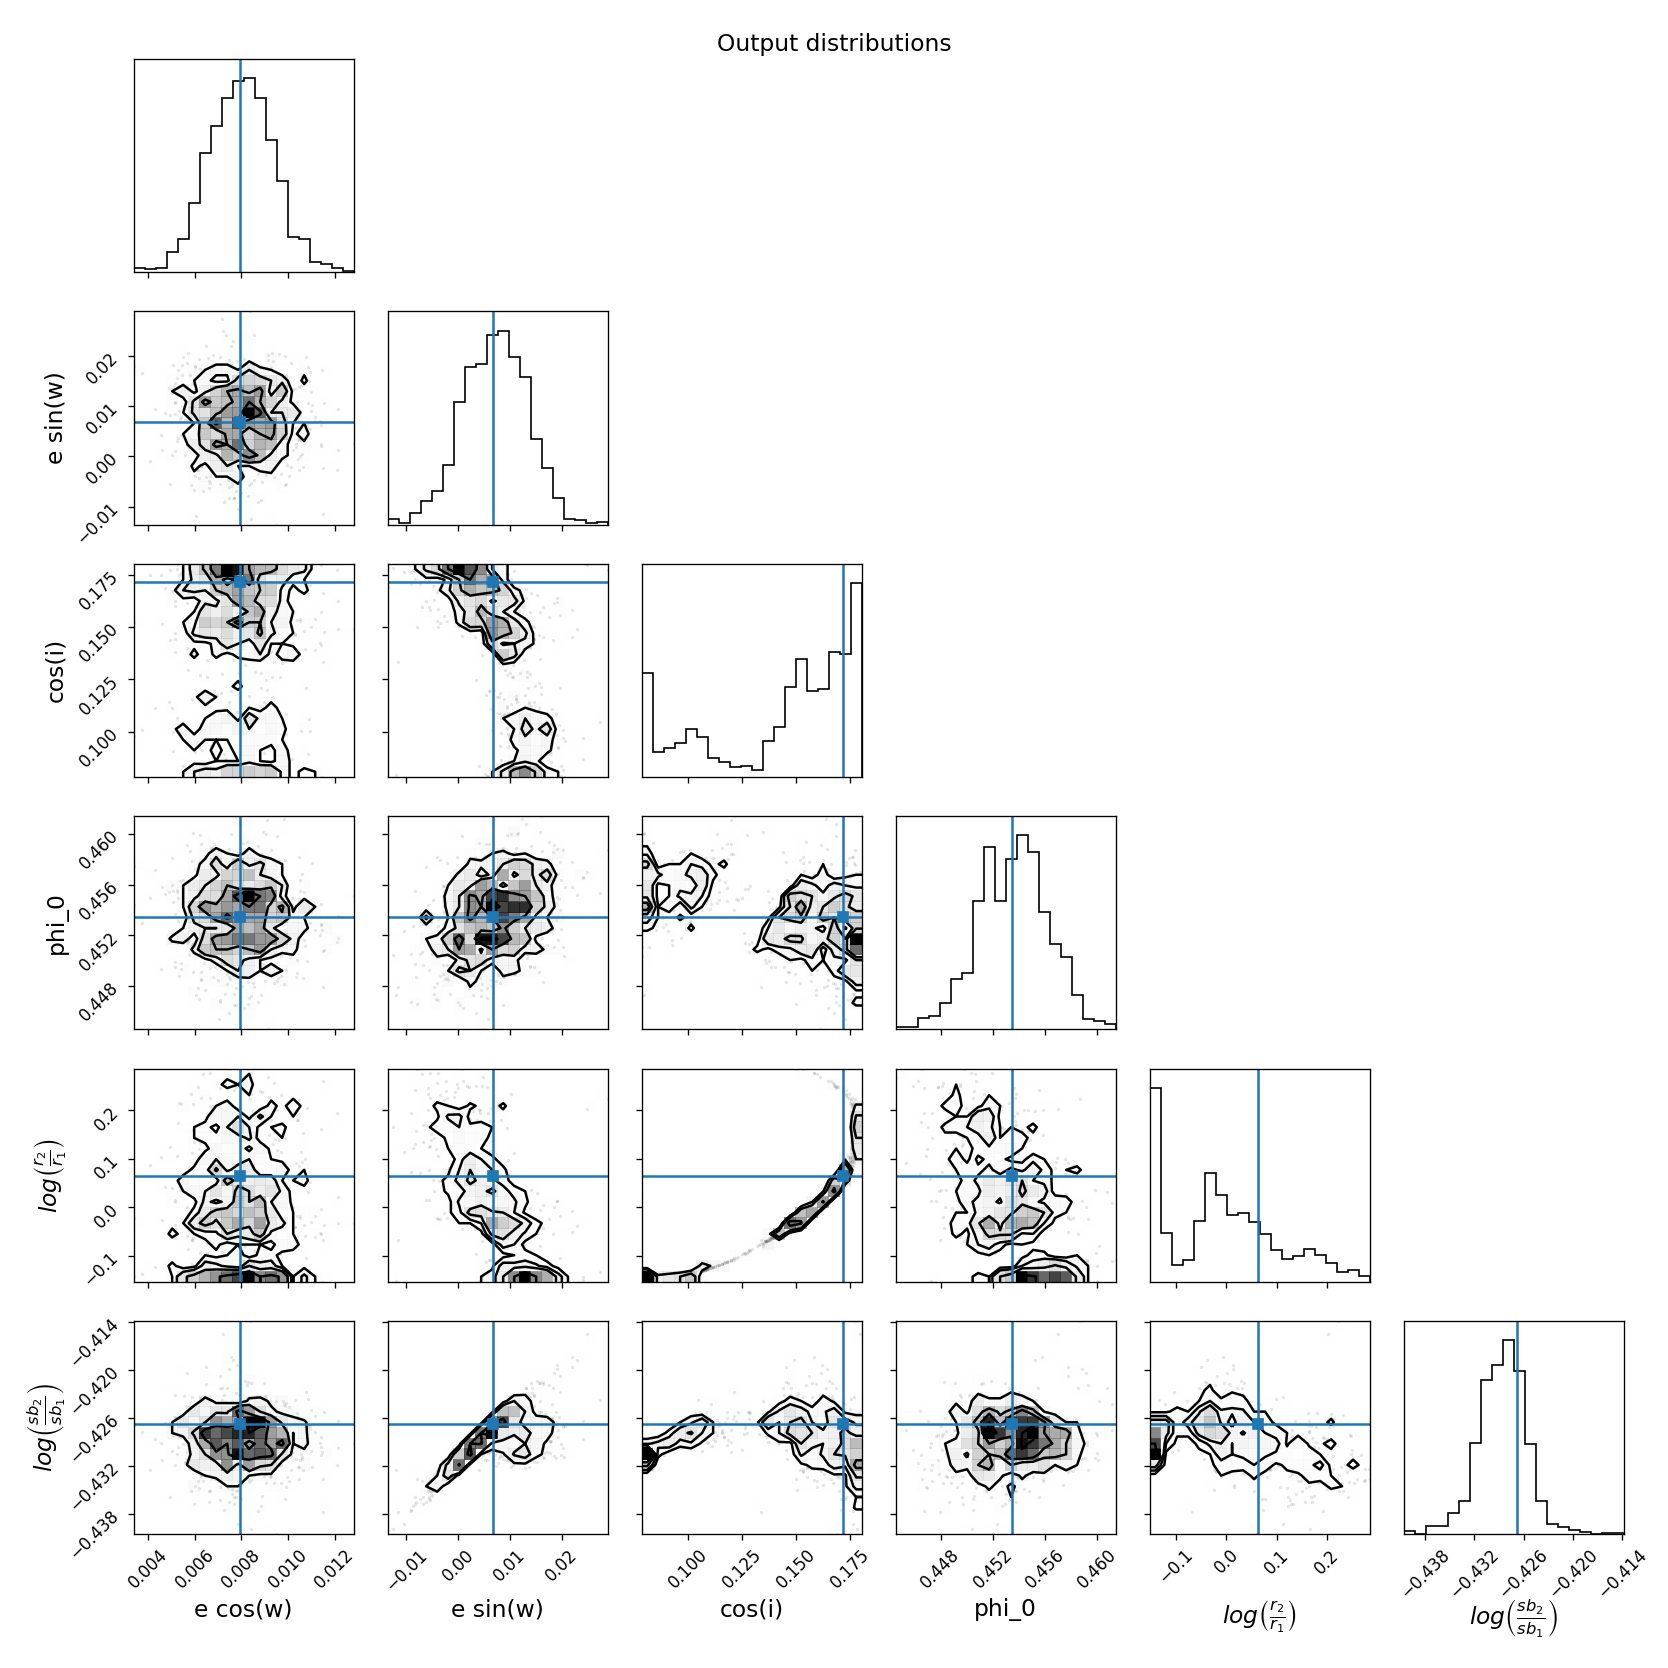 Output distributions
0.02
0.01
0.00
−0.01
e sin(w)
0.175
0.150
0.125
0.100
cos(i)
0.460
0.456
0.452
0.448
phi_0
0.2
0.1
0.0
−0.1
log(r₂/r₁)
−0.414
−0.420
−0.426
−0.432
−0.438
log(sb₂/sb₁)
0.004 0.006 0.008 0.010 0.012
−0.01 0.00 0.01 0.02
0.100 0.125 0.150 0.175
0.448 0.452 0.456 0.460
−0.1 0.0 0.1 0.2
−0.438 −0.432 −0.426 −0.420 −0.414
e cos(w) e sin(w) cos(i) phi_0 log(r₂/r₁) log(sb₂/sb₁)